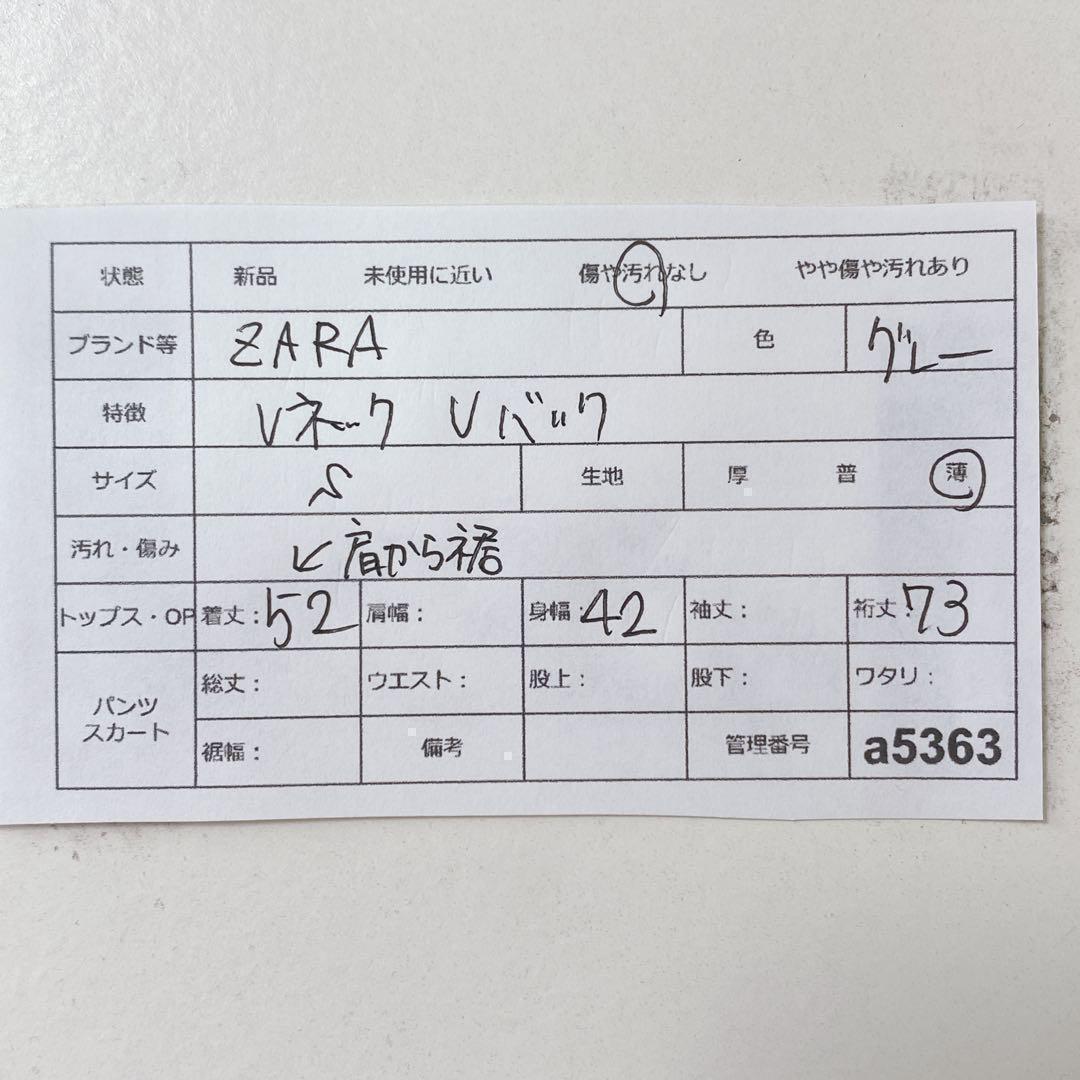 状態 新品 未使用に近い 傷や汚れなし やや傷や汚れあり
ブランド等 ZARA 色 グレー
特徴 Vネック Vバック
サイズ S 生地 厚 普 薄
汚れ・傷み ↙肩から裾
トップス・OP 着丈:52 肩幅: 身幅:42 袖丈: 裄丈:73
パンツ スカート 総丈: ウエスト: 股上: 股下: ワタリ:
裾幅: 備考 管理番号 a5363